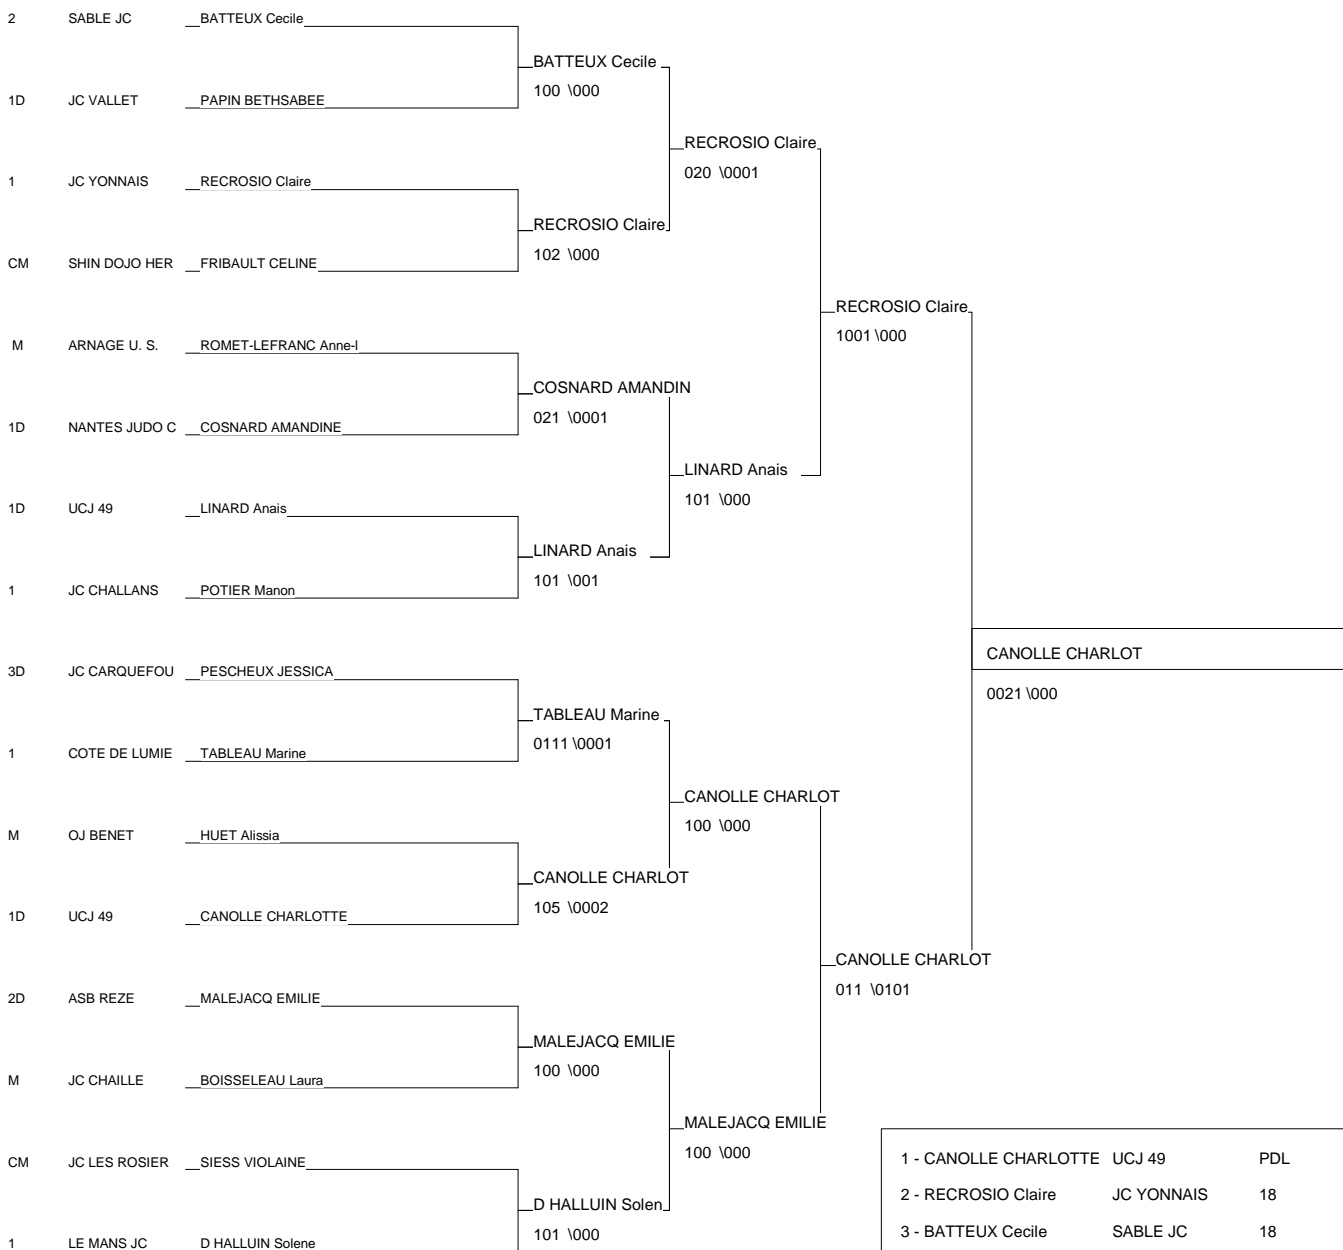 2 SABLE JC BATTEUX Cecile
BATTEUX Cecile
100 \000
1D JC VALLET PAPIN BETHSABEE
RECROSIO Claire
020 \0001
1 JC YONNAIS RECROSIO Claire
RECROSIO Claire
102 \000
CM SHIN DOJO HER FRIBAULT CELINE
RECROSIO Claire
1001 \000
M ARNAGE U. S. ROMET-LEFRANC Anne-l
COSNARD AMANDIN
021 \0001
1D NANTES JUDO C COSNARD AMANDINE
LINARD Anais
101 \000
1D UCJ 49 LINARD Anais
LINARD Anais
101 \001
1 JC CHALLANS POTIER Manon
CANOLLE CHARLOT
0021 \000
3D JC CARQUEFOU PESCHEUX JESSICA
TABLEAU Marine
0111 \0001
1 COTE DE LUMIE TABLEAU Marine
CANOLLE CHARLOT
100 \000
M OJ BENET HUET Alissia
CANOLLE CHARLOT
105 \0002
1D UCJ 49 CANOLLE CHARLOTTE
CANOLLE CHARLOT
011 \0101
2D ASB REZE MALEJACQ EMILIE
MALEJACQ EMILIE
100 \000
M JC CHAILLE BOISSELEAU Laura
MALEJACQ EMILIE
100 \000
CM JC LES ROSIER SIESS VIOLAINE
D HALLUIN Solen
101 \000
1 LE MANS JC D HALLUIN Solene
1 - CANOLLE CHARLOTTE UCJ 49 PDL
2 - RECROSIO Claire JC YONNAIS 18
3 - BATTEUX Cecile SABLE JC 18